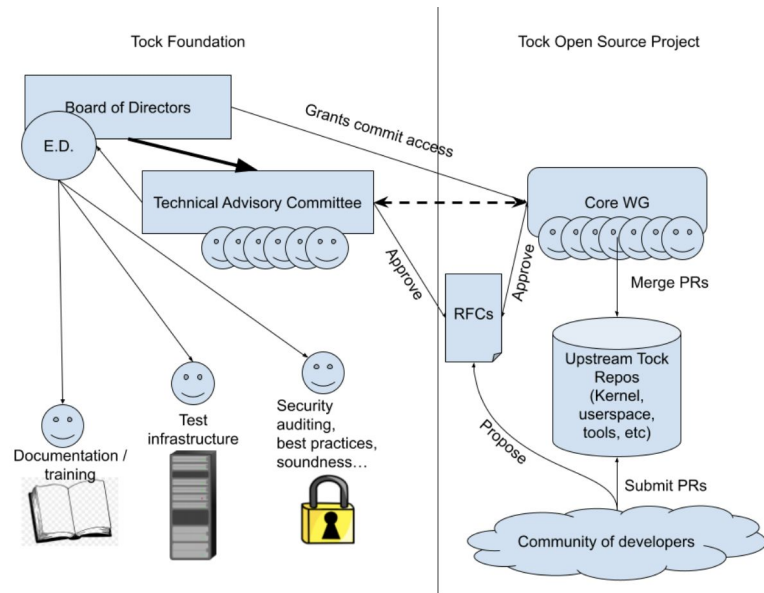 Tock Foundation
Tock Open Source Project
Board of Directors
E.D.
Grants commit access
Technical Advisory Committee
Core WG
Approve
Approve
RFCs
Merge PRs
Upstream Tock
Repos
(Kernel,
userspace,
tools, etc)
Propose
Submit PRs
Community of developers
Documentation /
training
Test
infrastructure
Security
auditing,
best practices,
soundness…